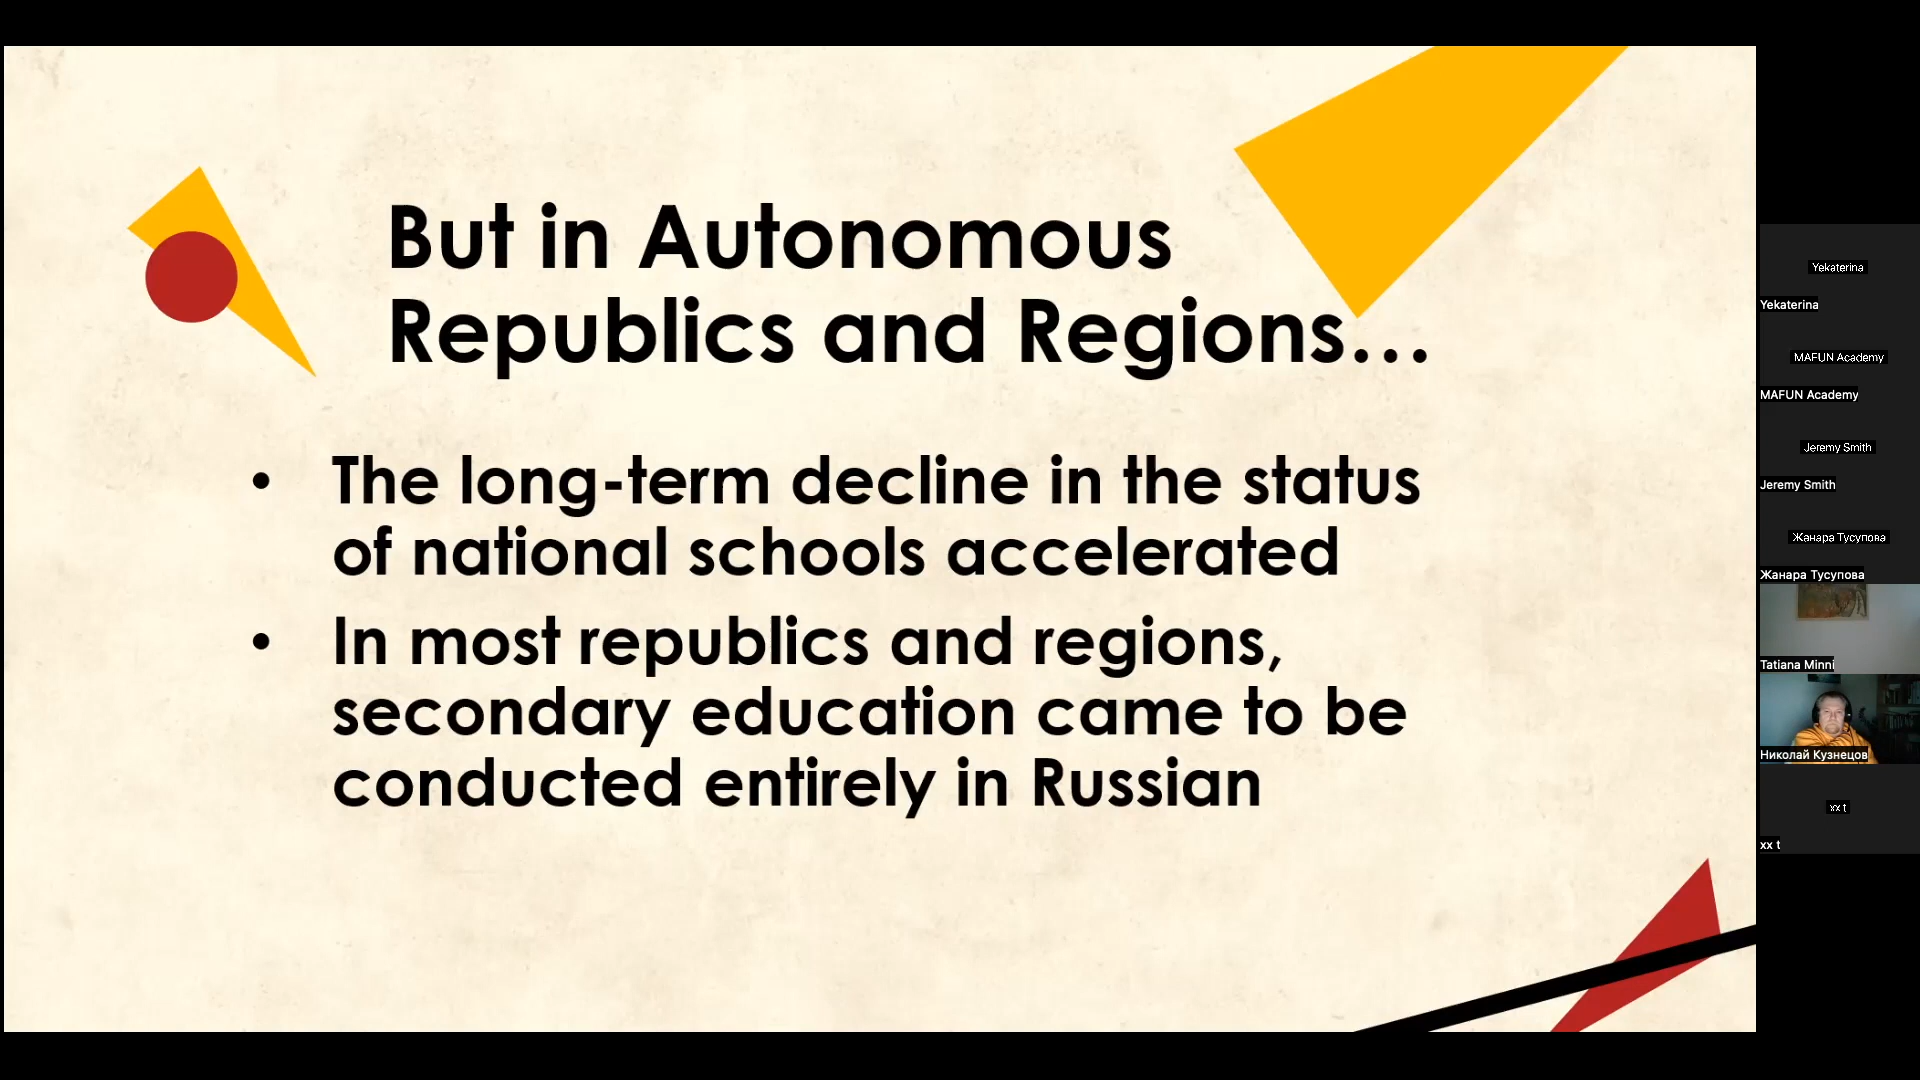 But in Autonomous
Republics and Regions...
• The long-term decline in the status
of national schools accelerated
• In most republics and regions,
secondary education came to be
conducted entirely in Russian
Yekaterina
Yekaterina
MAFUN Academy
MAFUN Academy
Jeremy Smith
Jeremy Smith
Жанара Тусупова
Жанара Тусупова
Tatiana Minni
Николай Кузнецов
xx t
xx t